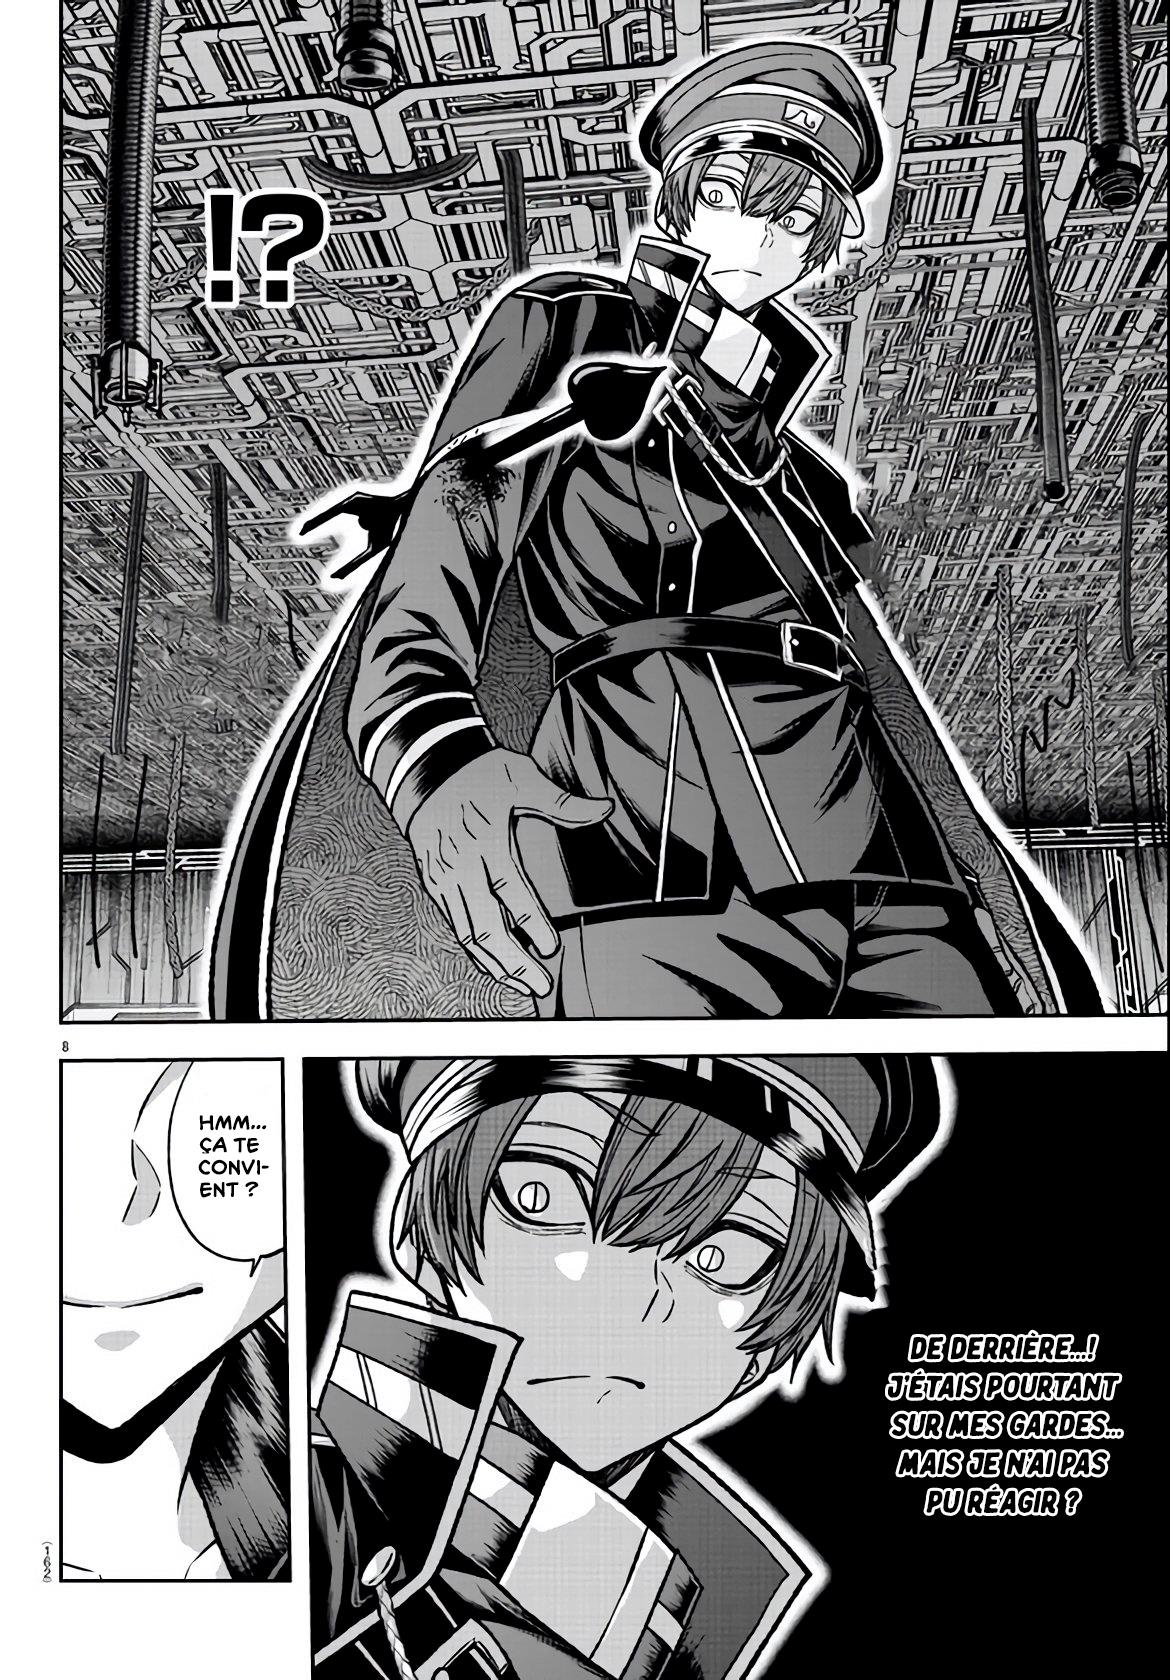 !?
八
8
DE DERRIÈRE...!
J'ÉTAIS POURTANT
SUR MES GARDES...
MAIS JE N'AI PAS
PU RÉAGIR ?
HMM...
ÇA TE
CONVI-
ENT ?
(162)